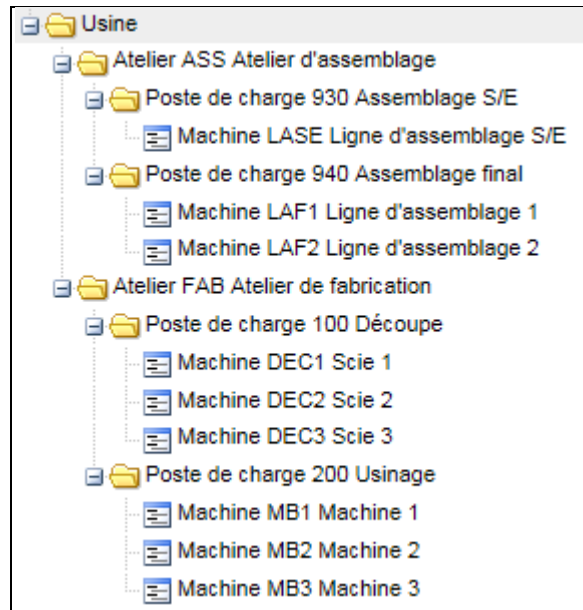 Usine
Atelier ASS Atelier d'assemblage
Poste de charge 930 Assemblage S/E
Machine LASE Ligne d'assemblage S/E
Poste de charge 940 Assemblage final
Machine LAF1 Ligne d'assemblage 1
Machine LAF2 Ligne d'assemblage 2
Atelier FAB Atelier de fabrication
Poste de charge 100 Découpe
Machine DEC1 Scie 1
Machine DEC2 Scie 2
Machine DEC3 Scie 3
Poste de charge 200 Usinage
Machine MB1 Machine 1
Machine MB2 Machine 2
Machine MB3 Machine 3